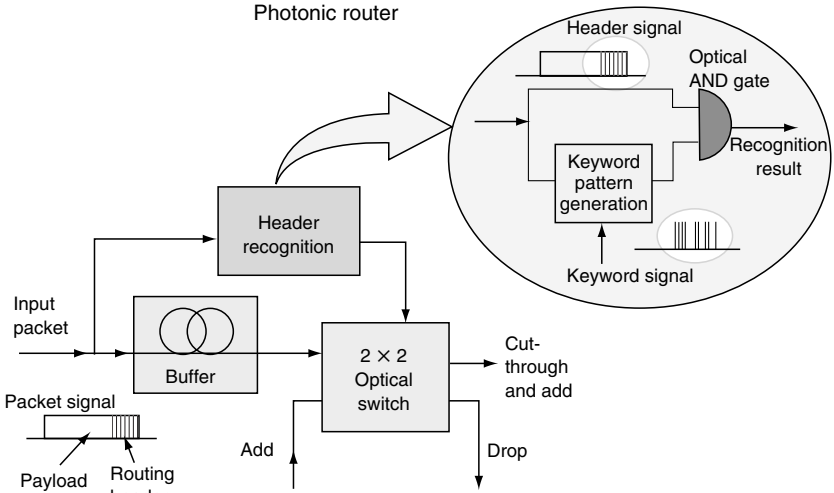 Photonic router
Header signal
Optical
AND gate
Recognition
result
Keyword
pattern
generation
Keyword signal
Header
recognition
Input
packet
Buffer
2 × 2
Optical
switch
Cut-
through
and add
Packet signal
Add
Drop
Payload
Routing